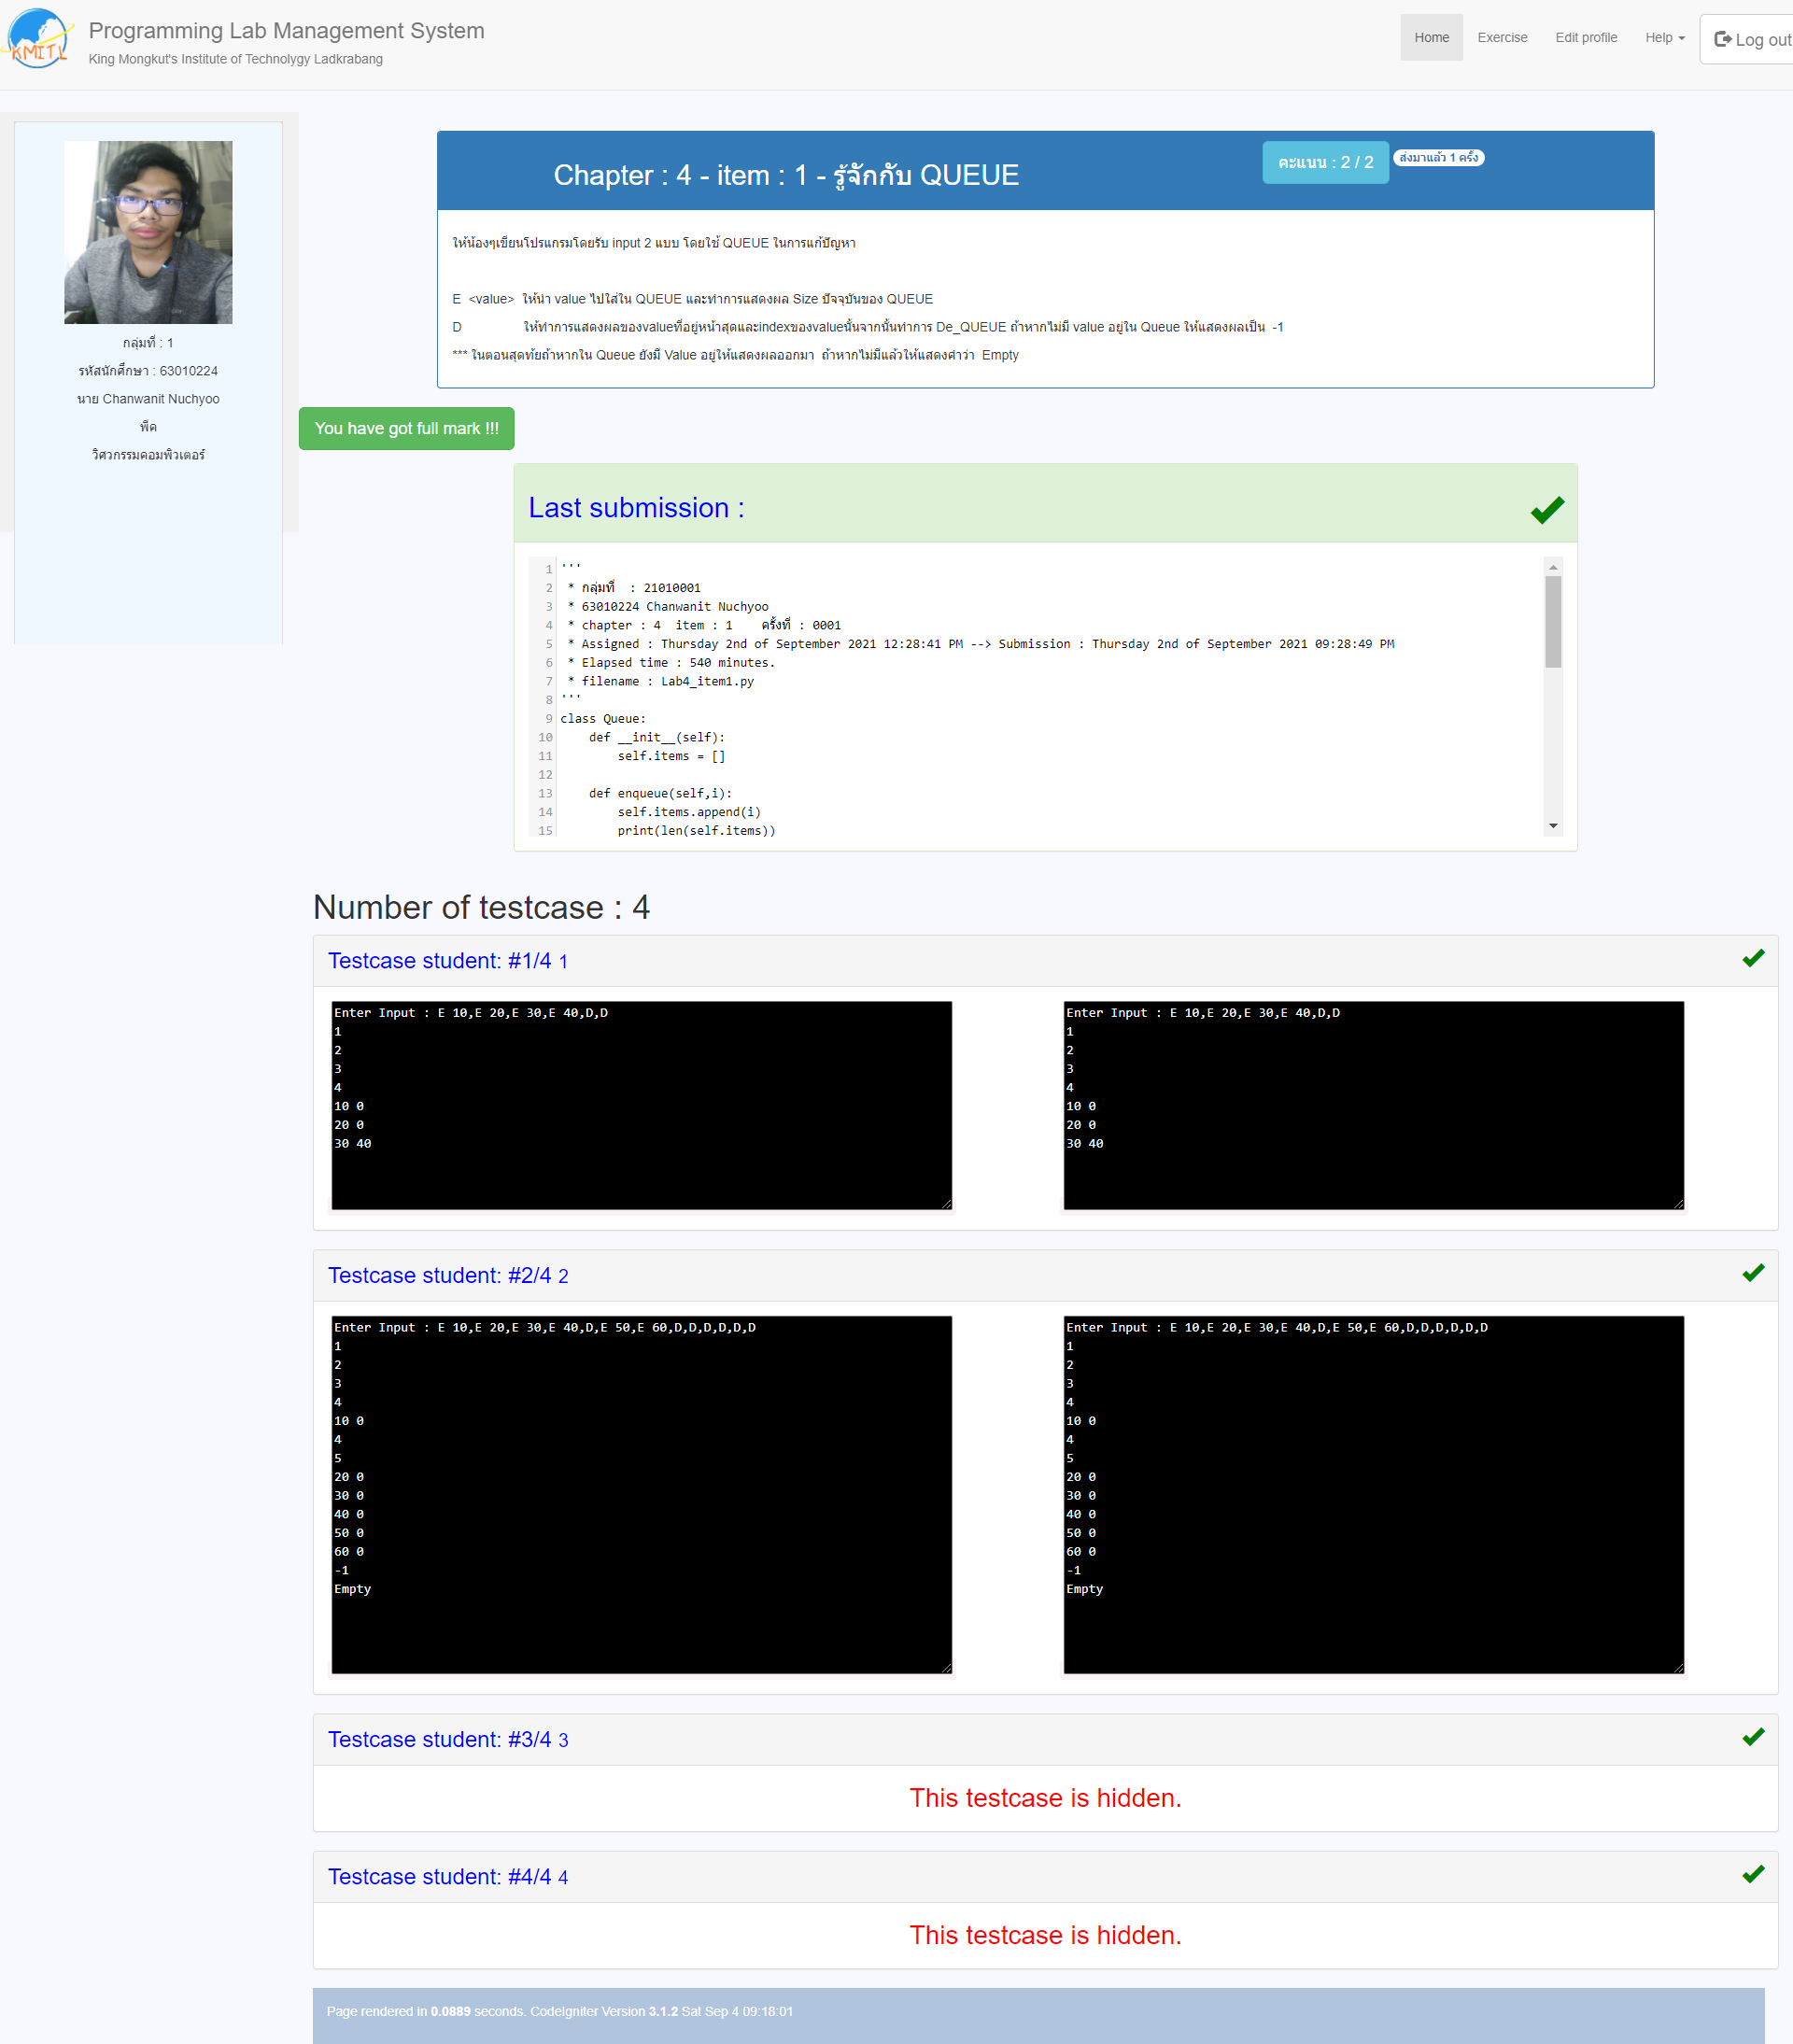 KMITL
Programming Lab Management System
King Mongkut's Institute of Technolygy Ladkrabang
Home
Exercise
Edit profile
Help
Log out
กลุ่มที่ : 1
รหัสนักศึกษา : 63010224
นาย Chanwanit Nuchyoo
พีค
วิศวกรรมคอมพิวเตอร์
Chapter : 4 - item : 1 - รู้จักกับ QUEUE
คะแนน : 2 / 2
ส่งมาแล้ว 1 ครั้ง
ให้น้องๆเขียนโปรแกรมโดยรับ input 2 แบบ โดยใช้ QUEUE ในการแก้ปัญหา
E <value> ให้นำ value ไปใส่ใน QUEUE และทำการแสดงผล Size ปัจจุบันของ QUEUE
D ให้ทำการแสดงผลของvalueที่อยู่หน้าสุดและindexของvalueนั้นจากนั้นทำการ De_QUEUE ถ้าหากไม่มี value อยู่ใน Queue ให้แสดงผลเป็น -1
*** ในตอนสุดท้ยถ้าหากใน Queue ยังมี Value อยู่ให้แสดงผลออกมา ถ้าหากไม่มีแล้วให้แสดงคำว่า Empty
You have got full mark !!!
Last submission :
1 '''
2 * กลุ่มที่ : 21010001
3 * 63010224 Chanwanit Nuchyoo
4 * chapter : 4 item : 1 ครั้งที่ : 0001
5 * Assigned : Thursday 2nd of September 2021 12:28:41 PM --> Submission : Thursday 2nd of September 2021 09:28:49 PM
6 * Elapsed time : 540 minutes.
7 * filename : Lab4_item1.py
8 '''
9 class Queue:
10 def __init__(self):
11 self.items = []
12
13 def enqueue(self,i):
14 self.items.append(i)
15 print(len(self.items))
Number of testcase : 4
Testcase student: #1/4 1
Enter Input : E 10,E 20,E 30,E 40,D,D
1
2
3
4
10 0
20 0
30 40
Enter Input : E 10,E 20,E 30,E 40,D,D
1
2
3
4
10 0
20 0
30 40
Testcase student: #2/4 2
Enter Input : E 10,E 20,E 30,E 40,D,E 50,E 60,D,D,D,D,D,D
1
2
3
4
10 0
4
5
20 0
30 0
40 0
50 0
60 0
-1
Empty
Enter Input : E 10,E 20,E 30,E 40,D,E 50,E 60,D,D,D,D,D,D
1
2
3
4
10 0
4
5
20 0
30 0
40 0
50 0
60 0
-1
Empty
Testcase student: #3/4 3
This testcase is hidden.
Testcase student: #4/4 4
This testcase is hidden.
Page rendered in 0.0889 seconds. CodeIgniter Version 3.1.2 Sat Sep 4 09:18:01